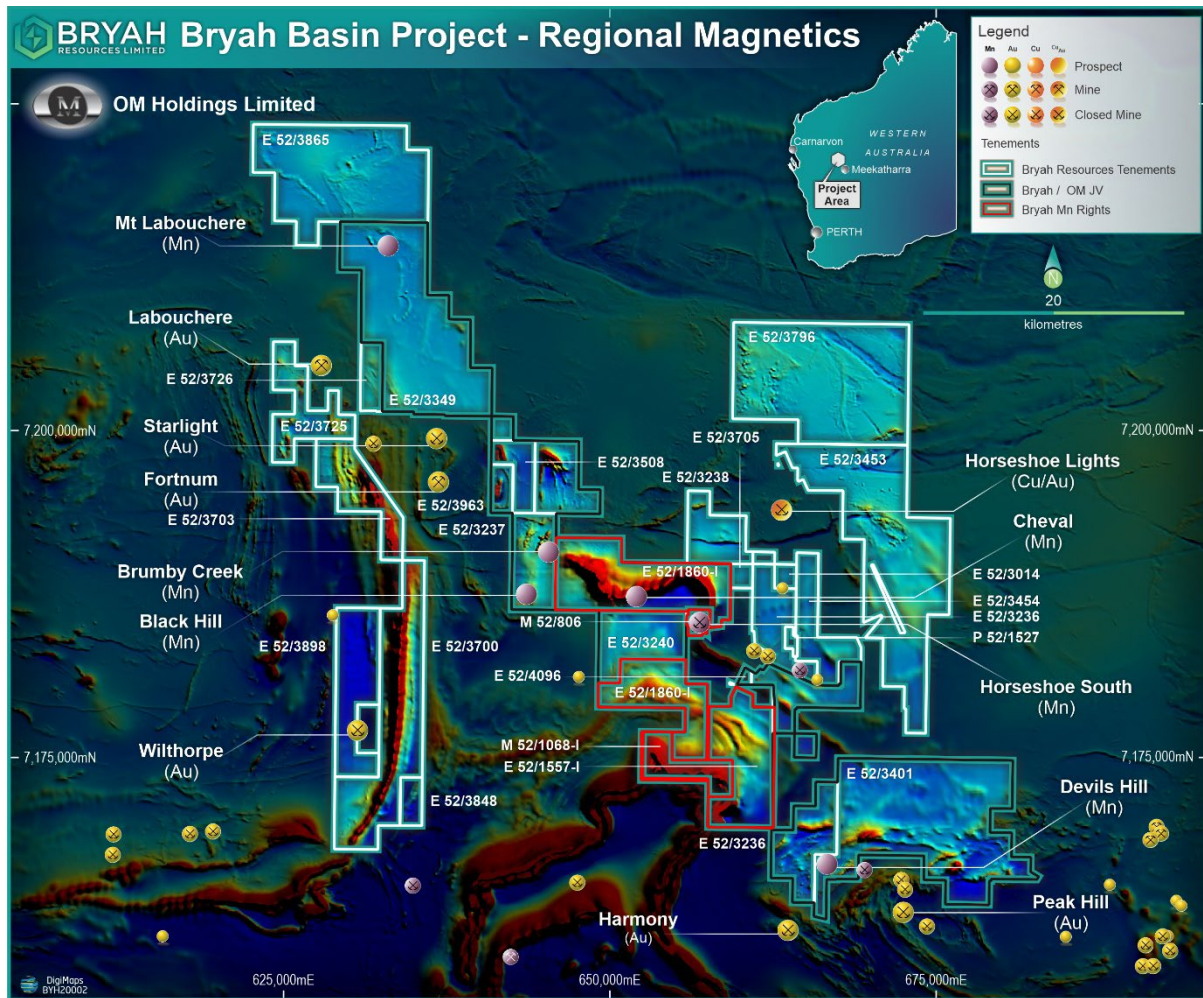 BRYAH
RESOURCES LIMITED
Bryah Basin Project - Regional Magnetics
M
OM Holdings Limited
Legend
Mn Au Cu Cu Au
Prospect
Mine
Closed Mine
Tenements
Bryah Resources Tenements
Bryah / OM JV
Bryah Mn Rights
WESTERN
AUSTRALIA
Carnarvon
Meekatharra
Project
Area
PERTH
N
20
kilometres
E 52/3865
Mt Labouchere
(Mn)
Labouchere
(Au)
E 52/3726
E 52/3349
E 52/3796
Starlight
(Au)
E 52/3725
7,200,000mN
7,200,000mN
E 52/3705
E 52/3453
E 52/3508
E 52/3238
Horseshoe Lights
(Cu/Au)
Fortnum
(Au)
E 52/3963
E 52/3703
E 52/3237
Cheval
(Mn)
Brumby Creek
(Mn)
E 52/1860-I
E 52/3014
E 52/3454
E 52/3236
P 52/1527
Black Hill
(Mn)
M 52/806
E 52/3898
E 52/3700
E 52/3240
E 52/4096
E 52/1860-I
Horseshoe South
(Mn)
Wilthorpe
(Au)
M 52/1068-I
E 52/1557-I
7,175,000mN
7,175,000mN
E 52/3401
E 52/3848
Devils Hill
(Mn)
E 52/3236
Harmony
(Au)
Peak Hill
(Au)
DigiMaps
BYH20002
625,000mE
650,000mE
675,000mE